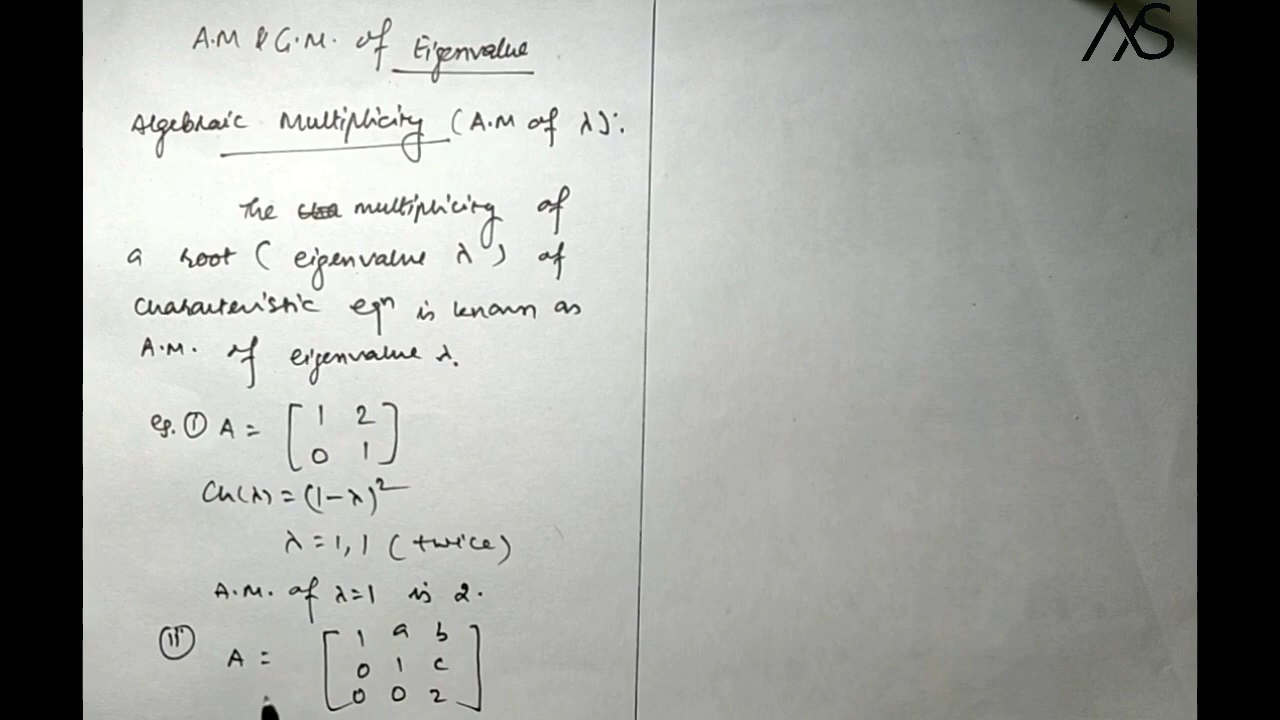 A.M & G.M. of Eigenvalue
Algebraic Multiplicity (A.M of λ):
The multiplicity of
a root ( eigenvalue λ ) of
characteristic eqn is known as
A.M. of eigenvalue λ.
eg. ① A = [ 1 2
0 1 ]
Ch(λ) = (1-λ)²
λ = 1, 1 (twice)
A.M. of λ=1 is 2.
ⅱ A = [ 1 a b
0 1 c
0 0 2 ]
NS